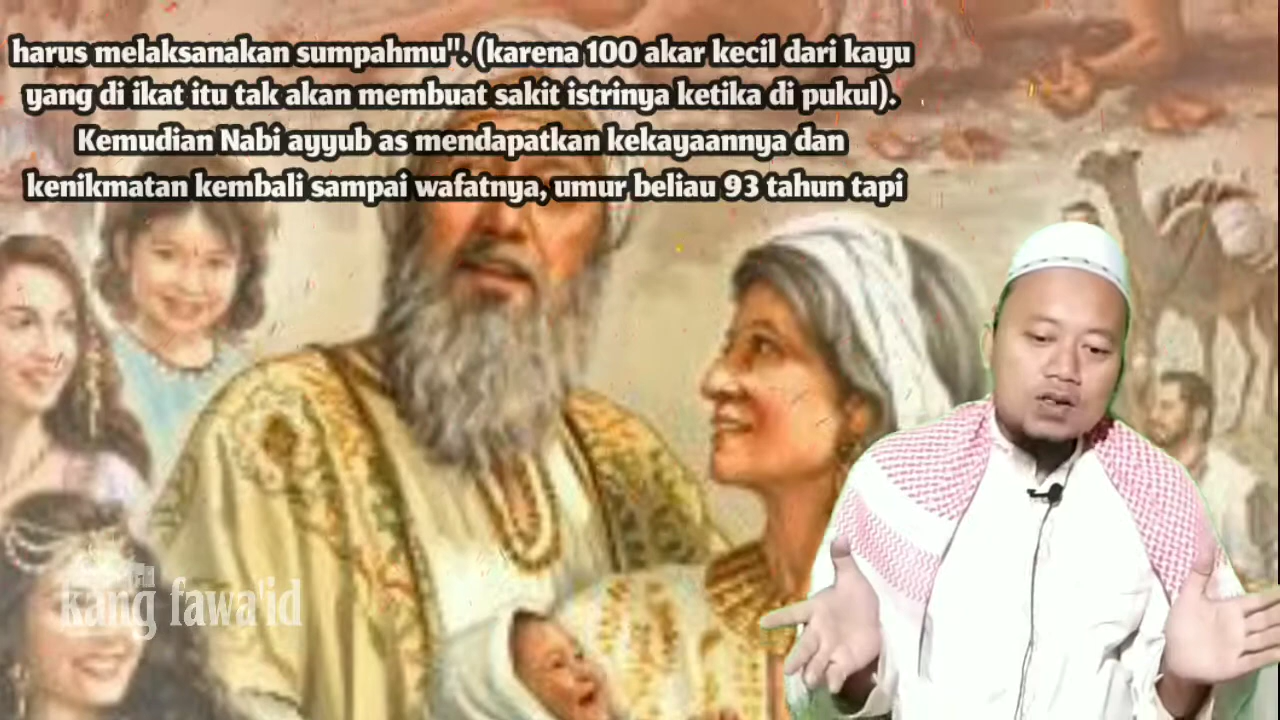 harus melaksanakan sumpahmu". (karena 100 akar kecil dari kayu
yang di ikat itu tak akan membuat sakit istrinya ketika di pukul).
Kemudian Nabi ayyub as mendapatkan kekayaannya dan
kenikmatan kembali sampai wafatnya, umur beliau 93 tahun tapi
kang fawa'id